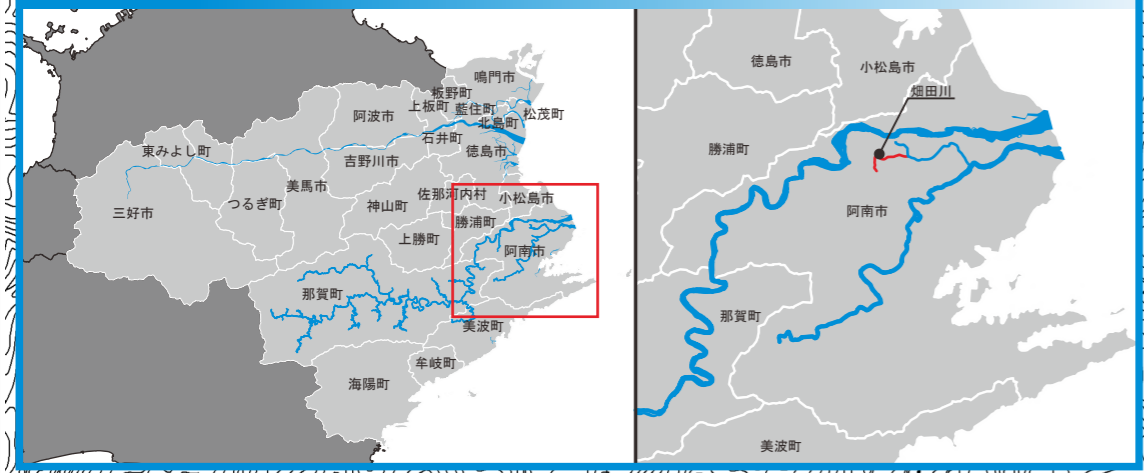 鳴門市
板野町
上板町
藍住町
松茂町
北島町
阿波市
石井町
徳島市
東みよし町
吉野川市
美馬市
つるぎ町
三好市
神山町
佐那河内村
小松島市
勝浦町
上勝町
阿南市
那賀町
美波町
牟岐町
海陽町
徳島市
小松島市
畑田川
勝浦町
阿南市
那賀町
美波町